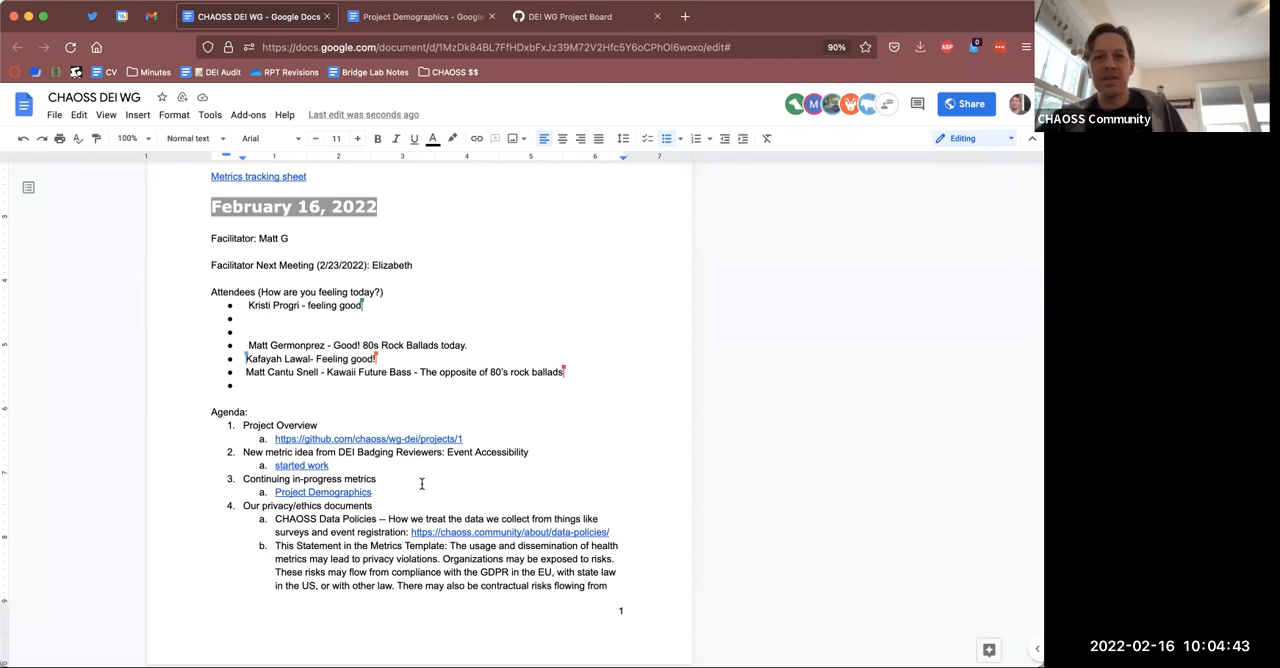 CHAOSS DEI WG - Google Docs
Project Demographics - Google
DEI WG Project Board
https://docs.google.com/document/d/1MzDk84BL7FfHDxbFxJz39M72V2Hfc5Y6oCPhOl6woxo/edit#
90%
ABP
0
CV
Minutes
DEI Audit
RPT Revisions
Bridge Lab Notes
CHAOSS $$
CHAOSS DEI WG
File Edit View Insert Format Tools Add-ons Help
Last edit was seconds ago
M
Share
100%
Normal text
Arial
11
B I U A
Editing
1 1 2 3 4 5 6 7
Metrics tracking sheet
February 16, 2022
Facilitator: Matt G
Facilitator Next Meeting (2/23/2022): Elizabeth
Attendees (How are you feeling today?)
● Kristi Progri - feeling good
●
●
● Matt Germonprez - Good! 80s Rock Ballads today.
● Kafayah Lawal- Feeling good!
● Matt Cantu Snell - Kawaii Future Bass - The opposite of 80's rock ballads
●
Agenda:
1. Project Overview
a. https://github.com/chaoss/wg-dei/projects/1
2. New metric idea from DEI Badging Reviewers: Event Accessibility
a. started work
3. Continuing in-progress metrics
a. Project Demographics
4. Our privacy/ethics documents
a. CHAOSS Data Policies -- How we treat the data we collect from things like
surveys and event registration: https://chaoss.community/about/data-policies/
b. This Statement in the Metrics Template: The usage and dissemination of health
metrics may lead to privacy violations. Organizations may be exposed to risks.
These risks may flow from compliance with the GDPR in the EU, with state law
in the US, or with other law. There may also be contractual risks flowing from
1
CHAOSS Community
2022-02-16 10:04:43